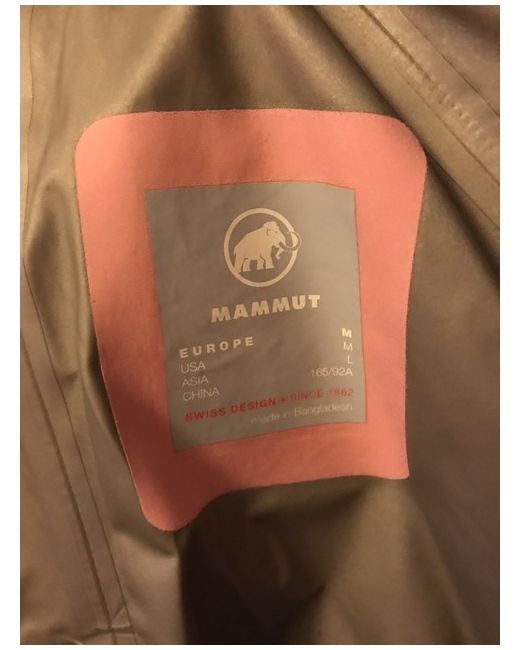 MAMMUT
EUROPE M
USA M
ASIA L
CHINA 165/92A
SWISS DESIGN + SINCE 1862
made in Bangladesh